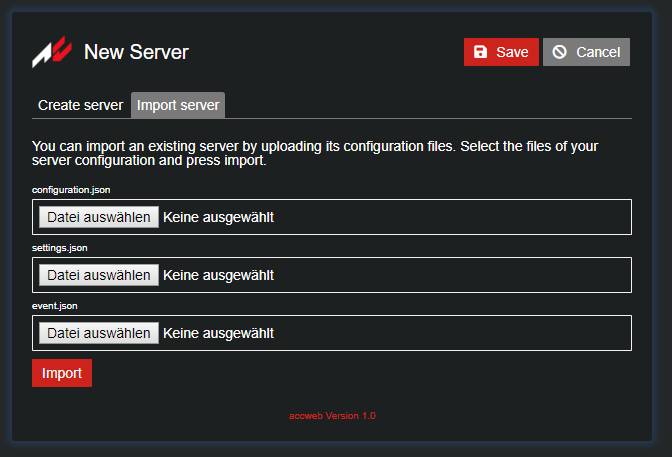 New Server
Save
Cancel
Create server
Import server
You can import an existing server by uploading its configuration files. Select the files of your
server configuration and press import.
configuration.json
Datei auswählen Keine ausgewählt
settings.json
Datei auswählen Keine ausgewählt
event.json
Datei auswählen Keine ausgewählt
Import
accweb Version 1.0